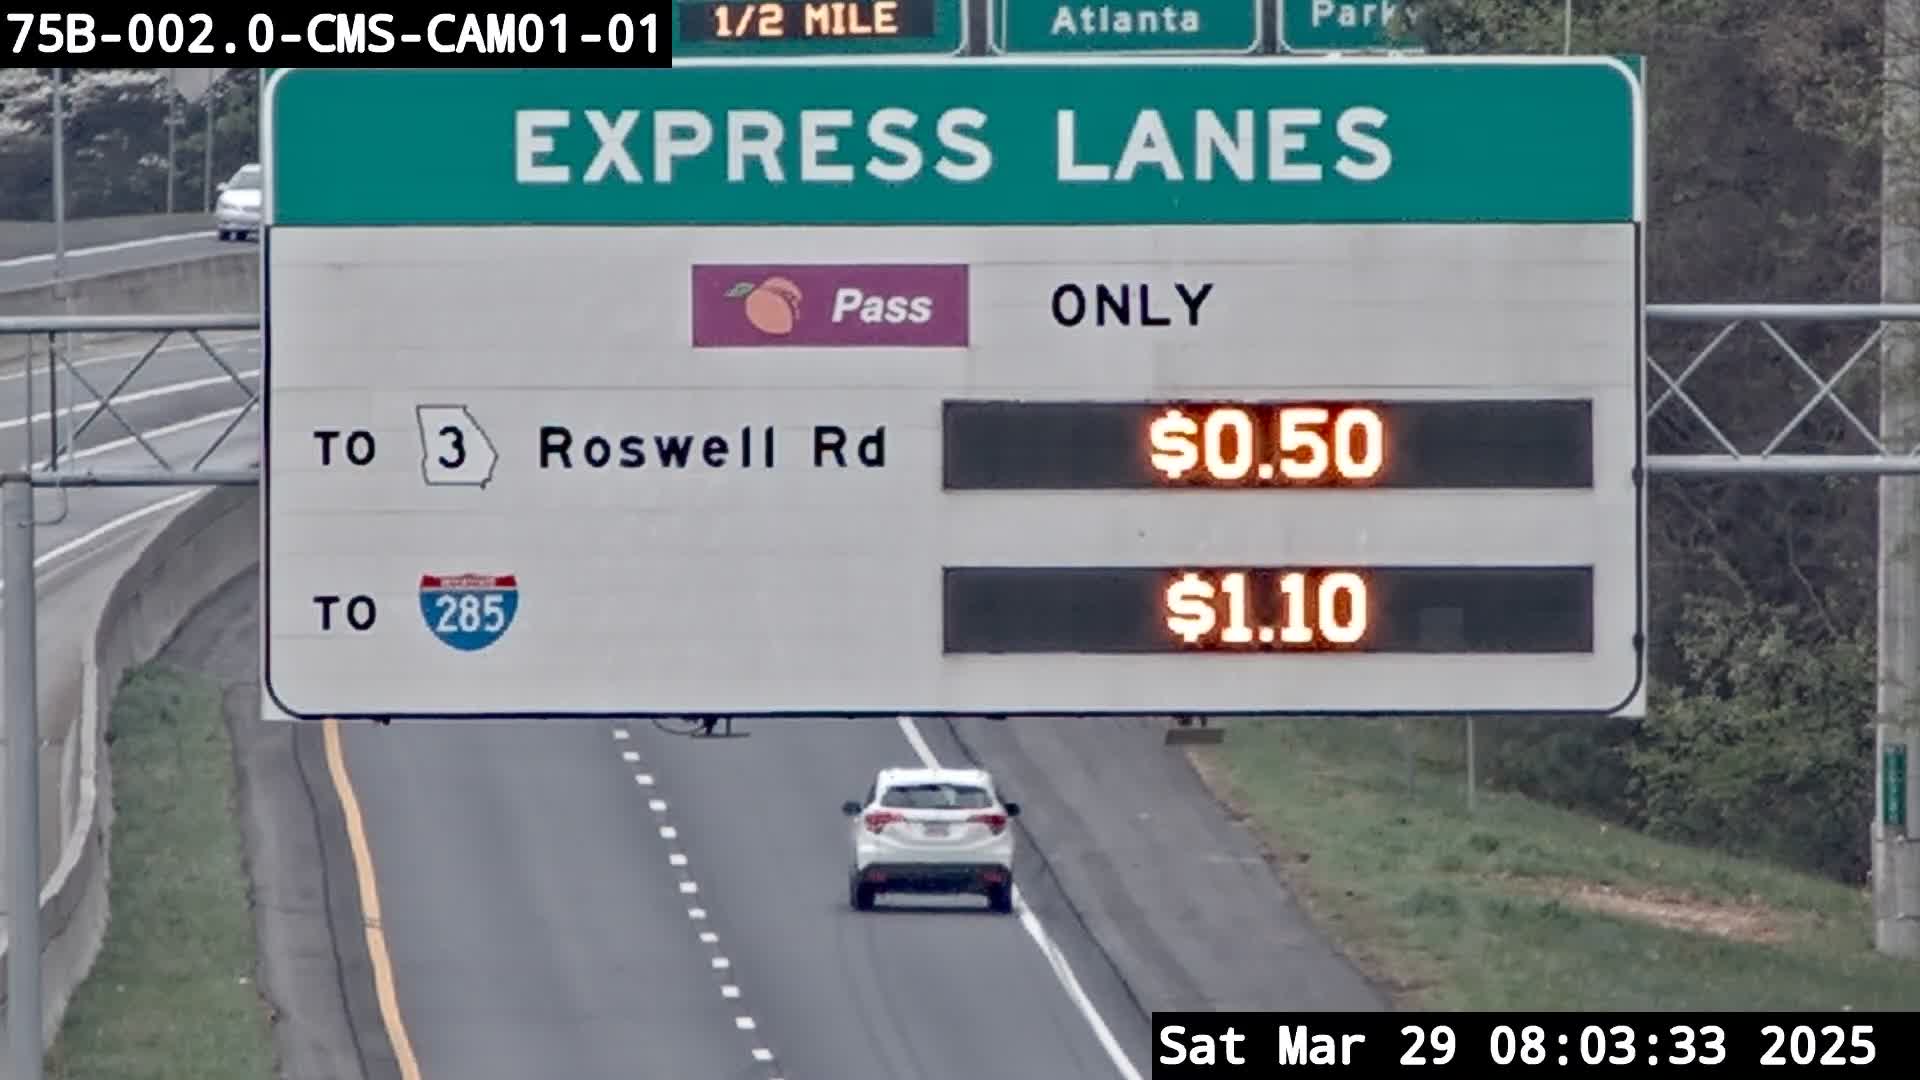 75B-002.0-CMS-CAM01-01
1/2 MILE
Atlanta
EXPRESS LANES
Pass ONLY
TO 3 Roswell Rd $0.50
TO 285 $1.10
Sat Mar 29 08:03:33 2025